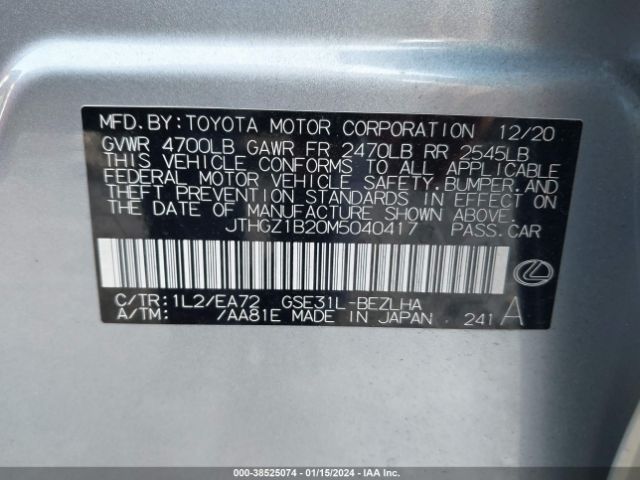 MFD.BY:TOYOTA MOTOR CORPORATION 12/20
GVWR 4700LB GAWR FR 2470LB RR 2545LB
THIS VEHICLE CONFORMS TO ALL APPLICABLE
FEDERAL MOTOR VEHICLE SAFETY.BUMPER.AND
THEFT PREVENTION STANDARDS IN EFFECT ON
THE DATE OF MANUFACTURE SHOWN ABOVE.
JTHGZ1B20M5040417 PASS.CAR
C/TR:1L2/EA72 GSE31L-BEZLHA
A/TM: /AA81E MADE IN JAPAN 241 A
000-38525074 - 01/15/2024 - IAA Inc.